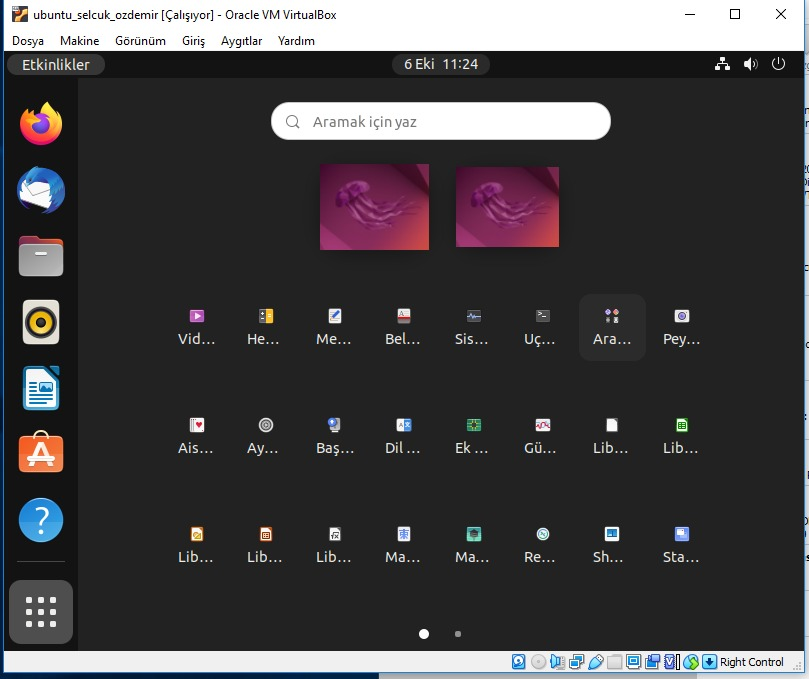 ubuntu_selcuk_ozdemir [Çalışıyor] - Oracle VM VirtualBox
Dosya Makine Görünüm Giriş Aygıtlar Yardım
Etkinlikler 6 Eki 11:24
Aramak için yaz
Vid... He... Me... Bel... Sis... Uç... Ara... Pey...
Ais... Ay... Baş... Dil ... Ek ... Gü... Lib... Lib...
Lib... Lib... Lib... Ma... Ma... Re... Sh... Sta...
Right Control